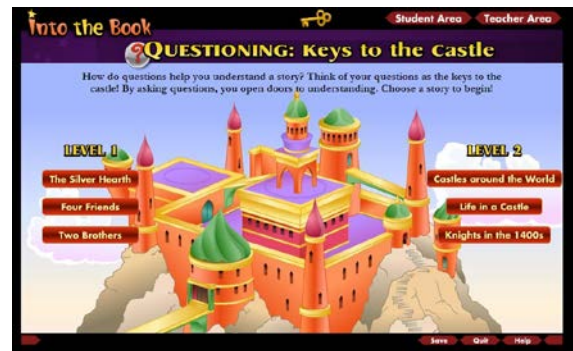 Into the Book
Student Area
Teacher Area
QUESTIONING: Keys to the Castle
How do questions help you understand a story? Think of your questions as the keys to the
castle! By asking questions, you open doors to understanding. Choose a story to begin!
LEVEL 1
The Silver Hearth
Four Friends
Two Brothers
LEVEL 2
Castles around the World
Life in a Castle
Knights in the 1400s
Save
Quit
Help